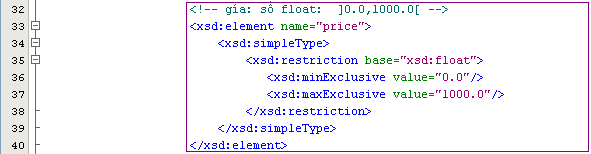 32 <!-- gía: số float: ]0.0,1000.0[ -->
33 <xsd:element name="price">
34 <xsd:simpleType>
35 <xsd:restriction base="xsd:float">
36 <xsd:minExclusive value="0.0"/>
37 <xsd:maxExclusive value="1000.0"/>
38 </xsd:restriction>
39 </xsd:simpleType>
40 </xsd:element>